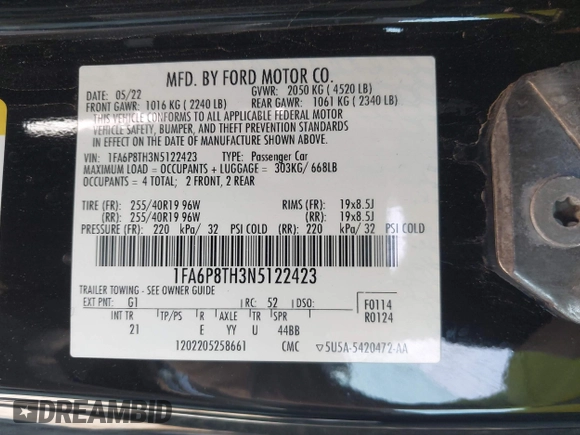 MFD. BY FORD MOTOR CO.
DATE: 05/22 GVWR: 2050 KG ( 4520 LB)
FRONT GAWR: 1016 KG ( 2240 LB) REAR GAWR: 1061 KG ( 2340 LB)
THIS VEHICLE CONFORMS TO ALL APPLICABLE FEDERAL MOTOR
VEHICLE SAFETY, BUMPER, AND THEFT PREVENTION STANDARDS
IN EFFECT ON THE DATE OF MANUFACTURE SHOWN ABOVE.
VIN: 1FA6P8TH3N5122423 TYPE: Passenger Car
MAXIMUM LOAD = OCCUPANTS + LUGGAGE = 303KG/ 668LB
OCCUPANTS = 4 TOTAL; 2 FRONT, 2 REAR
TIRE (FR): 255/40R19 96W RIMS (FR): 19x8.5J
(RR): 255/40R19 96W (RR): 19x8.5J
PRESSURE (FR): 220 kPa/ 32 PSI COLD (RR): 220 kPa/ 32 PSI COLD
1FA6P8TH3N5122423
TRAILER TOWING - SEE OWNER GUIDE
EXT PNT: G1 RC: 52 DSO: F0114
R0124
INT TR TP/PS R AXLE TR SPR
21 E YY U 44BB
1202205258661 CMC ▽5U5A-5420472-AA
DREAMBID